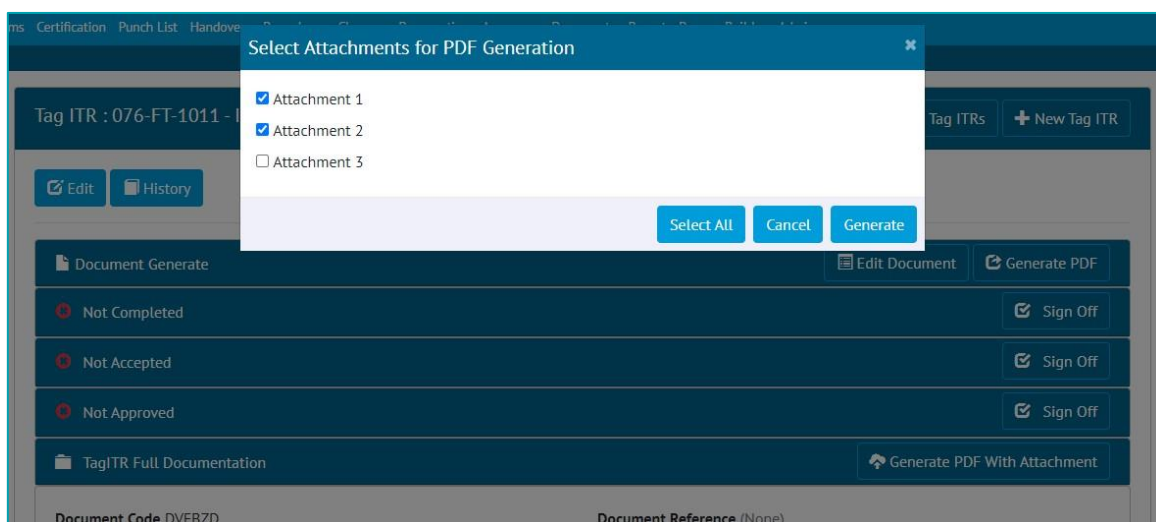 ms Certification Punch List Handove
Select Attachments for PDF Generation
Attachment 1
Tag ITR : 076-FT-1011 - I
Tag ITRs New Tag ITR
Attachment 2
Attachment 3
Edit History
Select All Cancel Generate
Document Generate Edit Document Generate PDF
Not Completed Sign Off
Not Accepted Sign Off
Not Approved Sign Off
TagITR Full Documentation Generate PDF With Attachment
Document Code DVFBZD Document Reference (None)